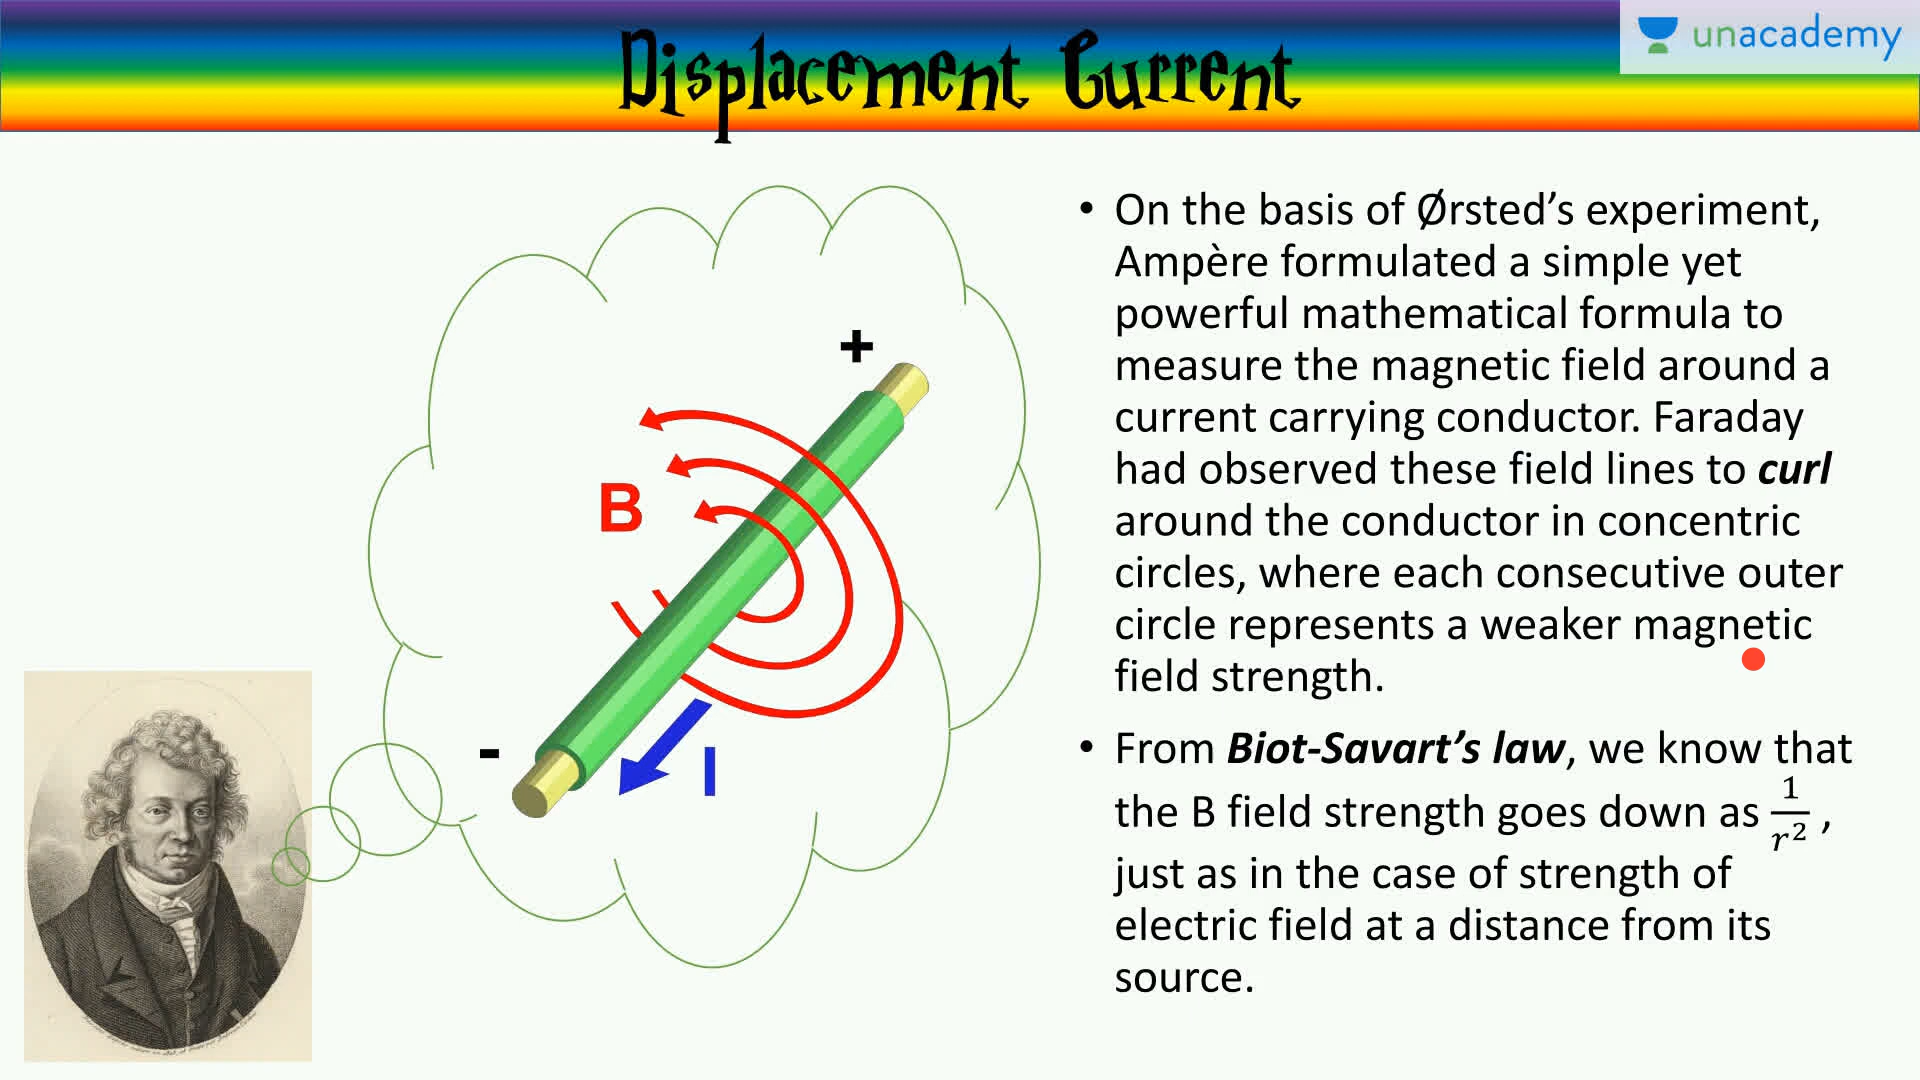 Displacement Current
unacademy
• On the basis of Ørsted’s experiment,
Ampère formulated a simple yet
powerful mathematical formula to
measure the magnetic field around a
current carrying conductor. Faraday
had observed these field lines to curl
around the conductor in concentric
circles, where each consecutive outer
circle represents a weaker magnetic
field strength.
• From Biot-Savart’s law, we know that
the B field strength goes down as 1/r² ,
just as in the case of strength of
electric field at a distance from its
source.
+
B
-
I